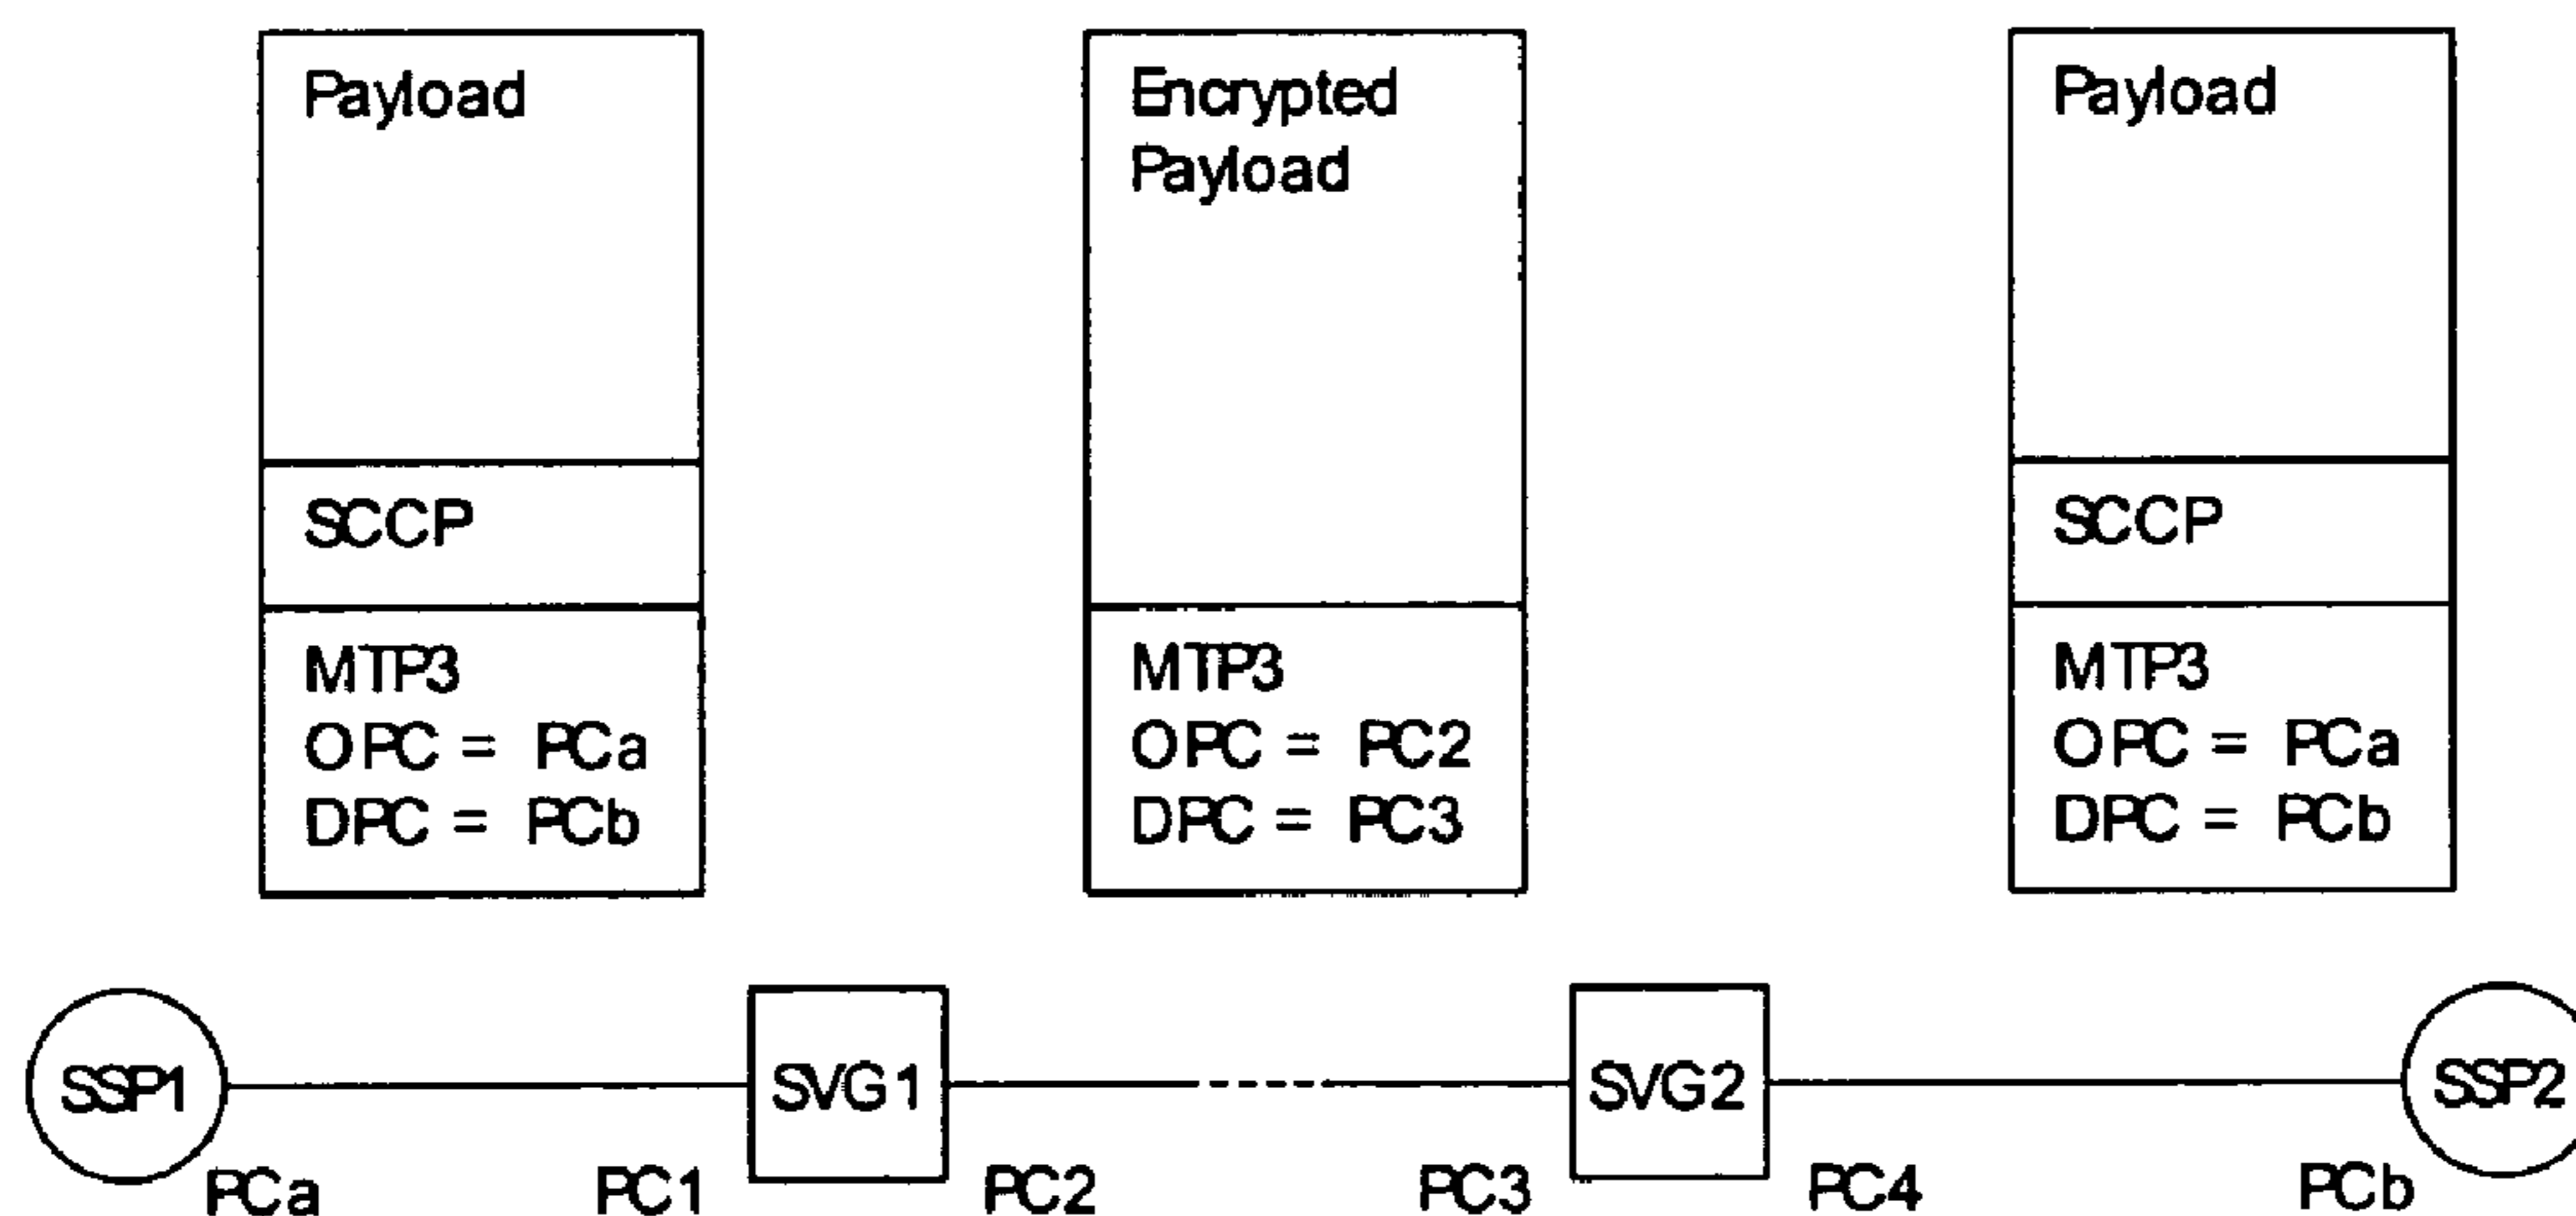 Payload
SCCP
MTP3
OPC = PCa
DPC = PCb
Encrypted
Payload
MTP3
OPC = PC2
DPC = PC3
Payload
SCCP
MTP3
OPC = PCa
DPC = PCb
SSP1
SVG1
SVG2
SSP2
PCa
PC1
PC2
PC3
PC4
PCb